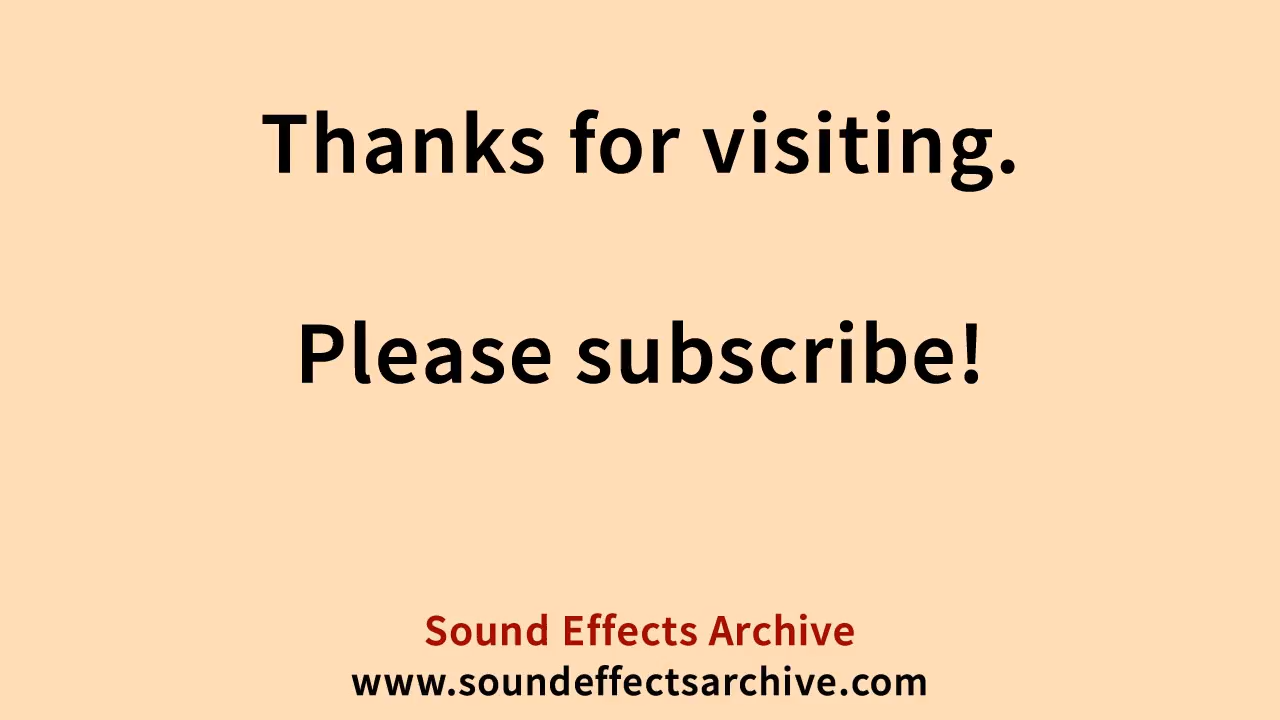 Thanks for visiting.
Please subscribe!
Sound Effects Archive
www.soundeffectsarchive.com